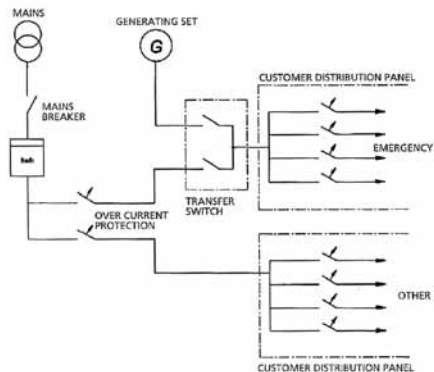 MAINS
GENERATING SET
G
CUSTOMER DISTRIBUTION PANEL
MAINS
BREAKER
EMERGENCY
OVER CURRENT
PROTECTION
TRANSFER
SWITCH
OTHER
CUSTOMER DISTRIBUTION PANEL